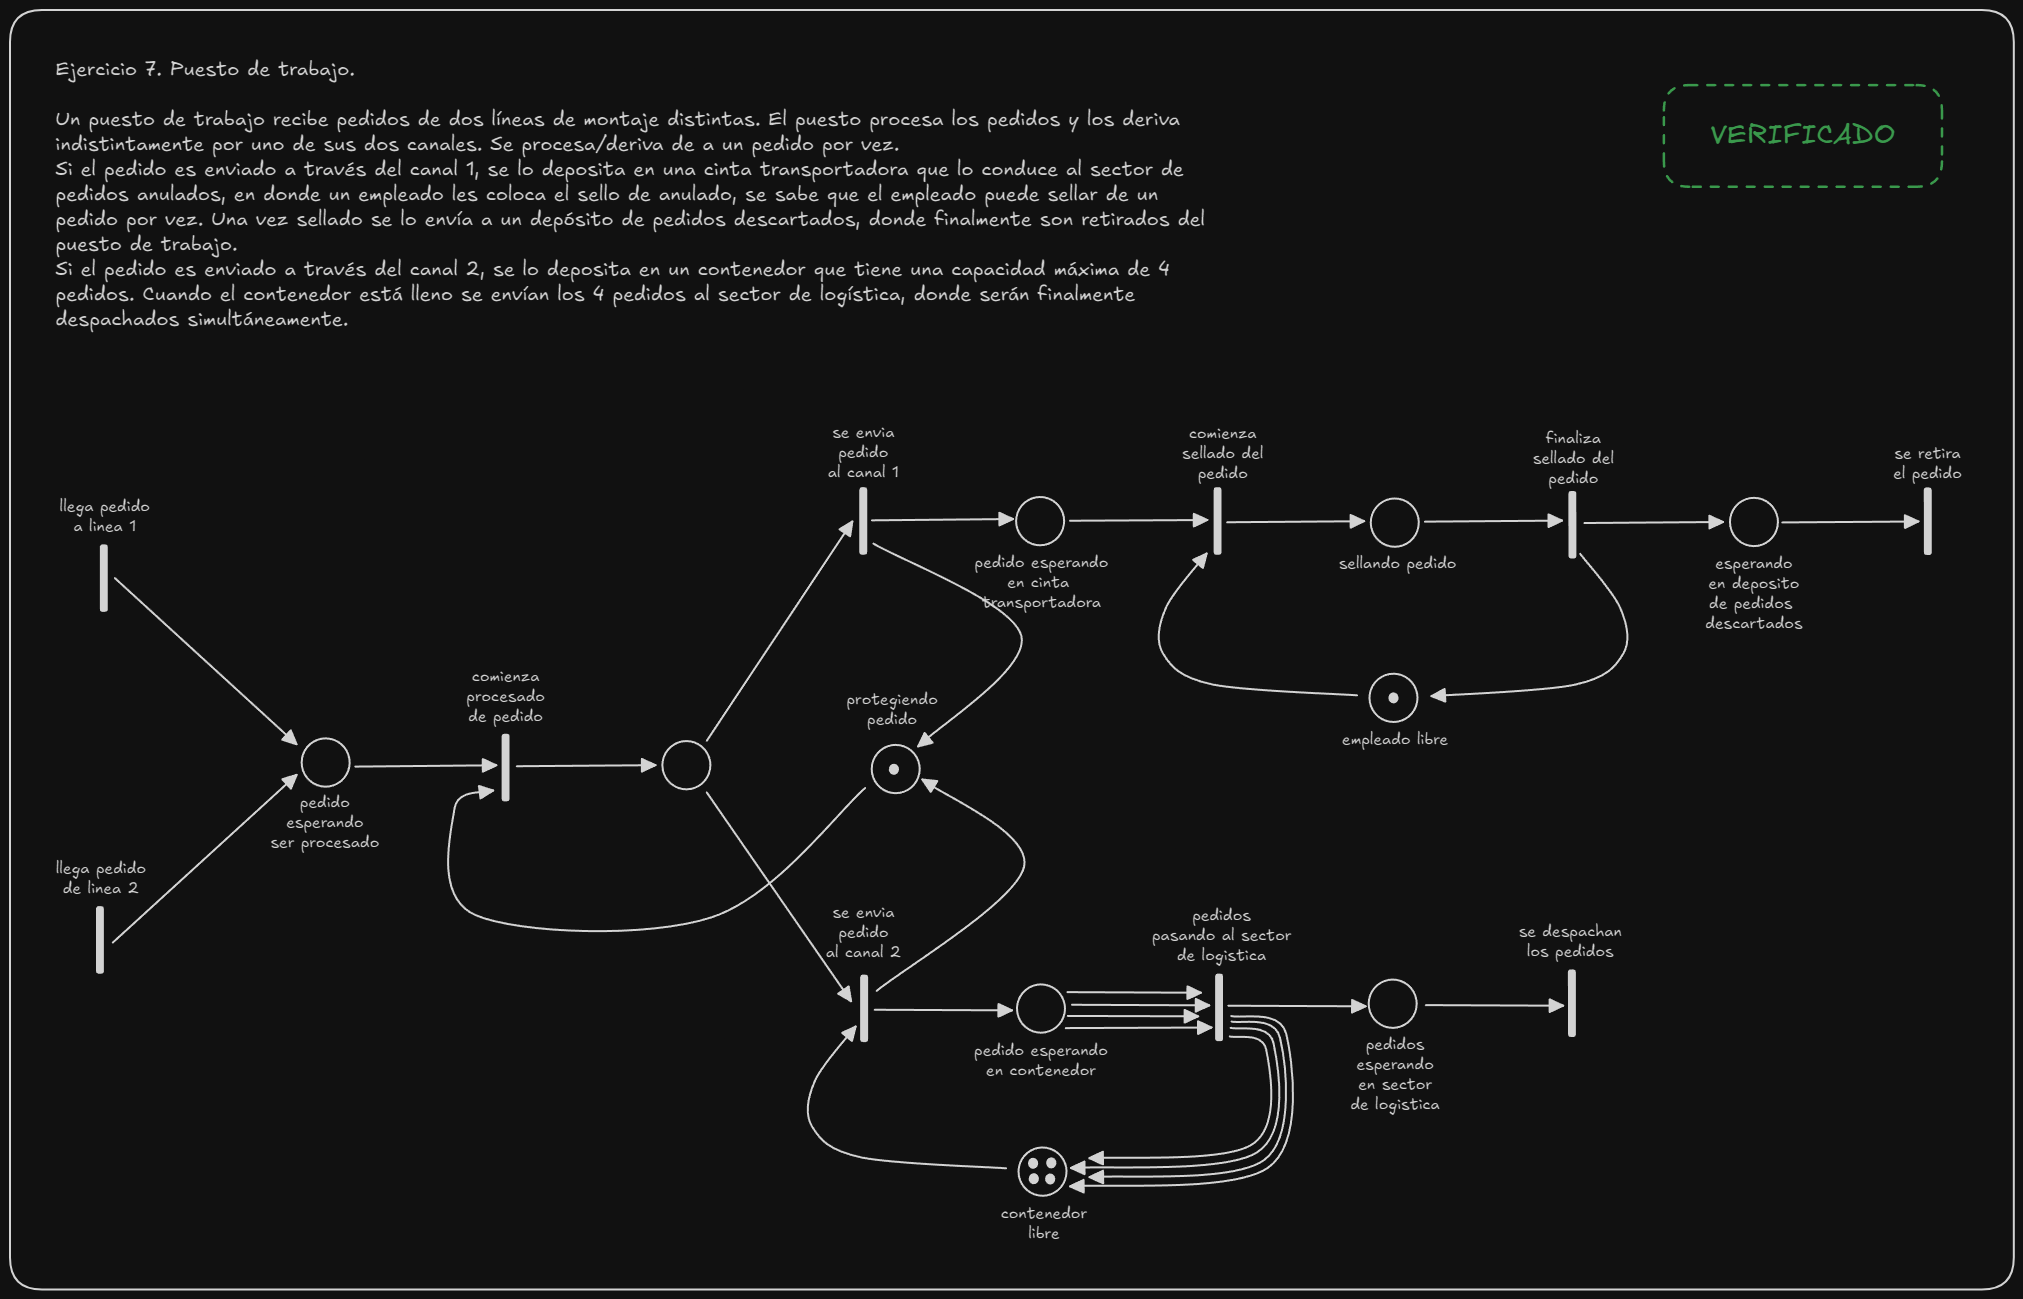 Ejercicio 7. Puesto de trabajo.
VERIFICADO
Un puesto de trabajo recibe pedidos de dos líneas de montaje distintas. El puesto procesa los pedidos y los deriva
indistintamente por uno de sus dos canales. Se procesa/deriva de a un pedido por vez.
Si el pedido es enviado a través del canal 1, se lo deposita en una cinta transportadora que lo conduce al sector de
pedidos anulados, en donde un empleado les coloca el sello de anulado, se sabe que el empleado puede sellar de un
pedido por vez. Una vez sellado se lo envía a un depósito de pedidos descartados, donde finalmente son retirados del
puesto de trabajo.
Si el pedido es enviado a través del canal 2, se lo deposita en un contenedor que tiene una capacidad máxima de 4
pedidos. Cuando el contenedor está lleno se envían los 4 pedidos al sector de logística, donde serán finalmente
despachados simultáneamente.
se envia
pedido
al canal 1
comienza
sellado del
pedido
finaliza
sellado del
pedido
se retira
el pedido
llega pedido
a linea 1
pedido esperando
en cinta
transportadora
sellando pedido
esperando
en deposito
de pedidos
descartados
comienza
procesado
de pedido
protegiendo
pedido
empleado libre
pedido
esperando
ser procesado
llega pedido
de linea 2
se envia
pedido
al canal 2
pedidos
pasando al sector
de logistica
se despachan
los pedidos
pedido esperando
en contenedor
pedidos
esperando
en sector
de logistica
contenedor
libre